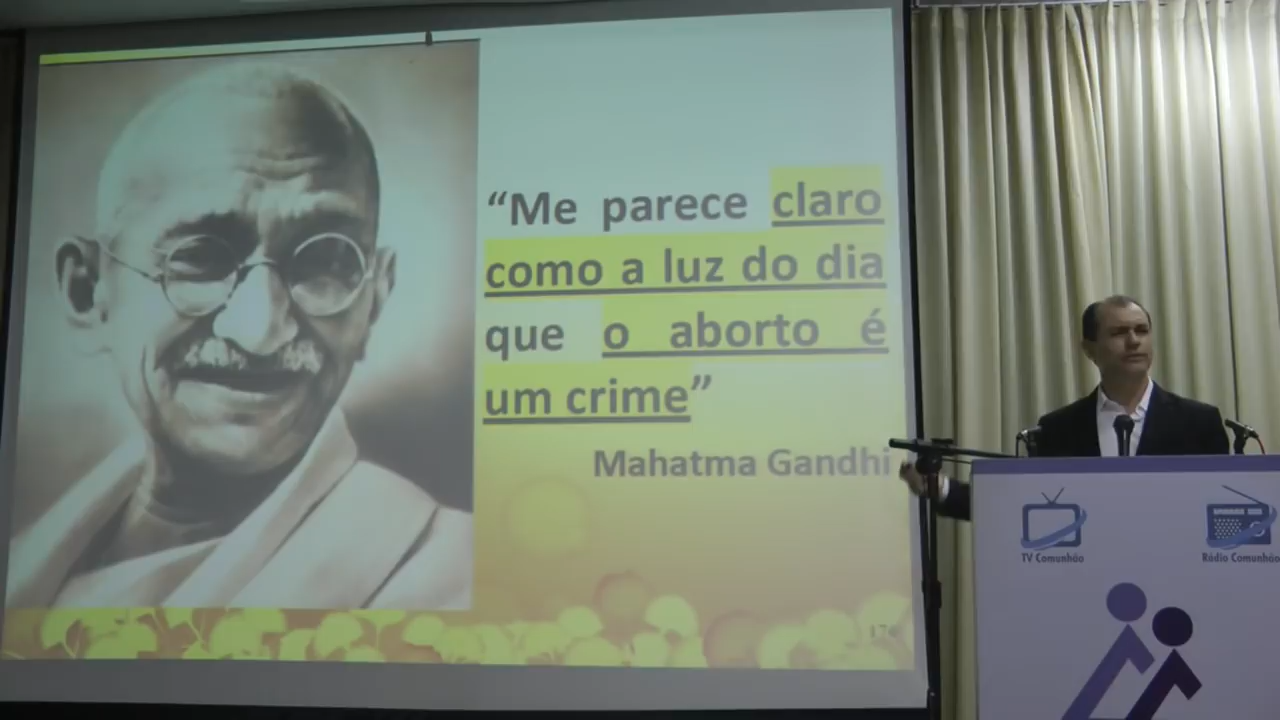 “Me parece claro
como a luz do dia
que o aborto é
um crime”
Mahatma Gandhi
TV Comunhão
Rádio Comunhão